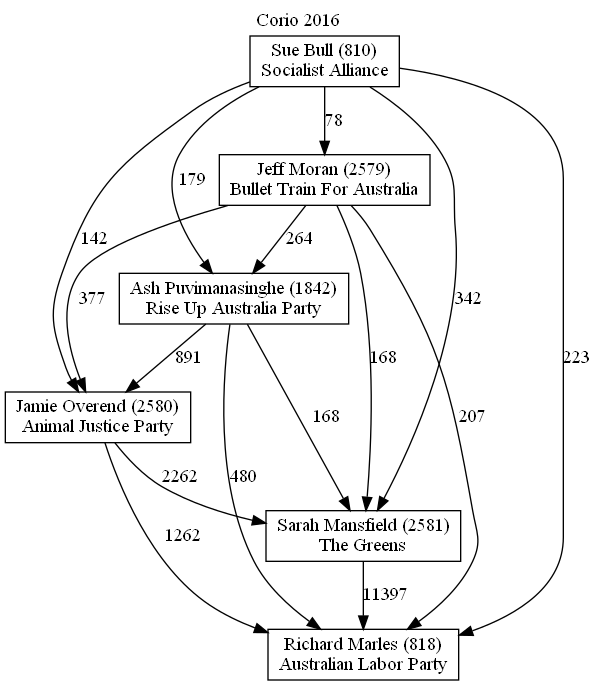 Corio 2016
Sue Bull (810)
Socialist Alliance
78
Jeff Moran (2579)
Bullet Train For Australia
179
142
264
377
Ash Puvimanasinghe (1842)
Rise Up Australia Party
342
168
223
891
Jamie Overend (2580)
Animal Justice Party
168
207
2262
480
1262
Sarah Mansfield (2581)
The Greens
11397
Richard Marles (818)
Australian Labor Party